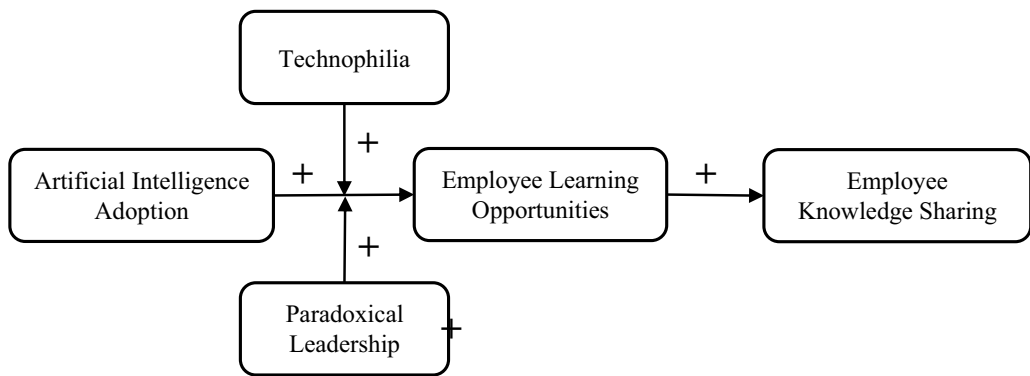 Technophilia
+
Artificial Intelligence
Adoption
+
Employee Learning
Opportunities
+
Employee
Knowledge Sharing
+
Paradoxical
Leadership
+